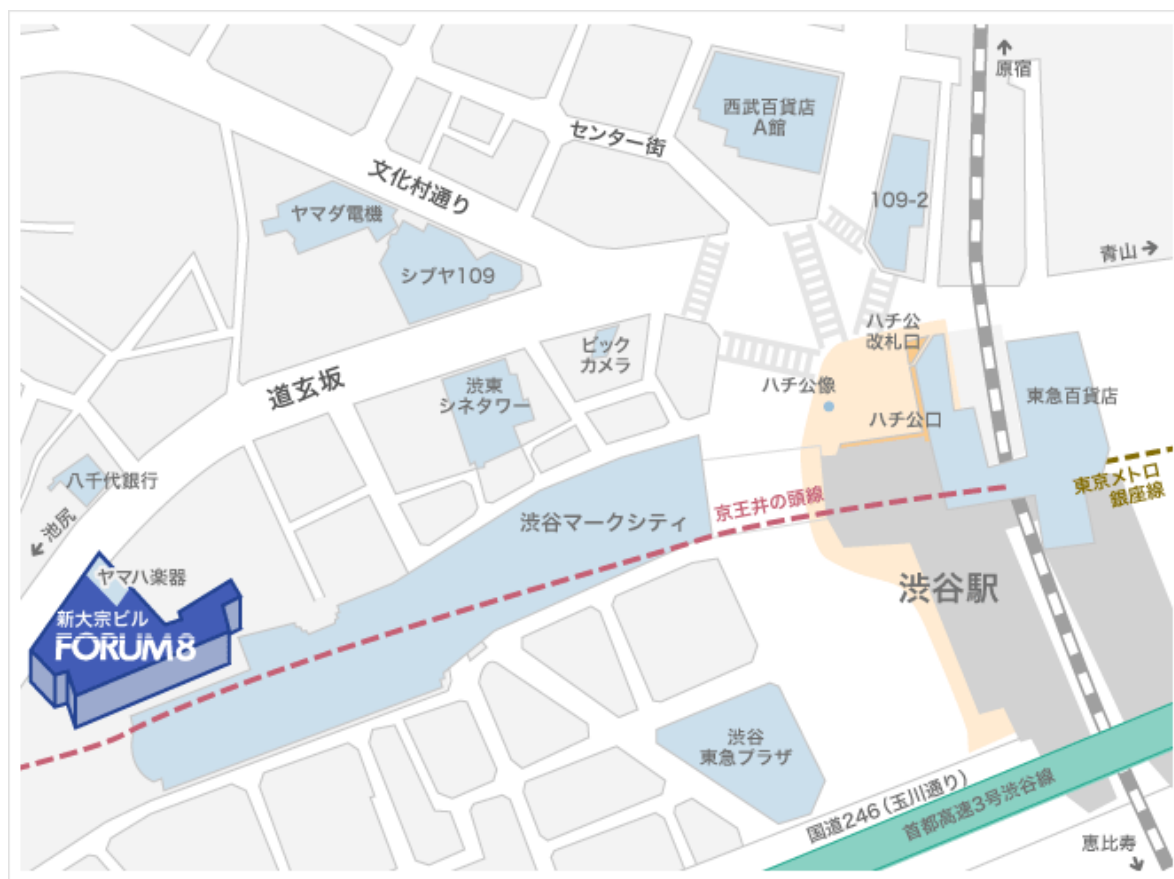 原宿
西武百貨店
A館
センター街
文化村通り
109-2
ヤマダ電機
青山
シブヤ109
ハチ公
改札口
ビック
カメラ
道玄坂
渋東
シネタワー
ハチ公像
東急百貨店
ハチ公口
八千代銀行
東京メトロ
銀座線
京王井の頭線
渋谷マークシティ
池尻
ヤマハ楽器
渋谷駅
新大宗ビル
FORUM8
渋谷
東急プラザ
国道246(玉川通り)
首都高速3号渋谷線
恵比寿